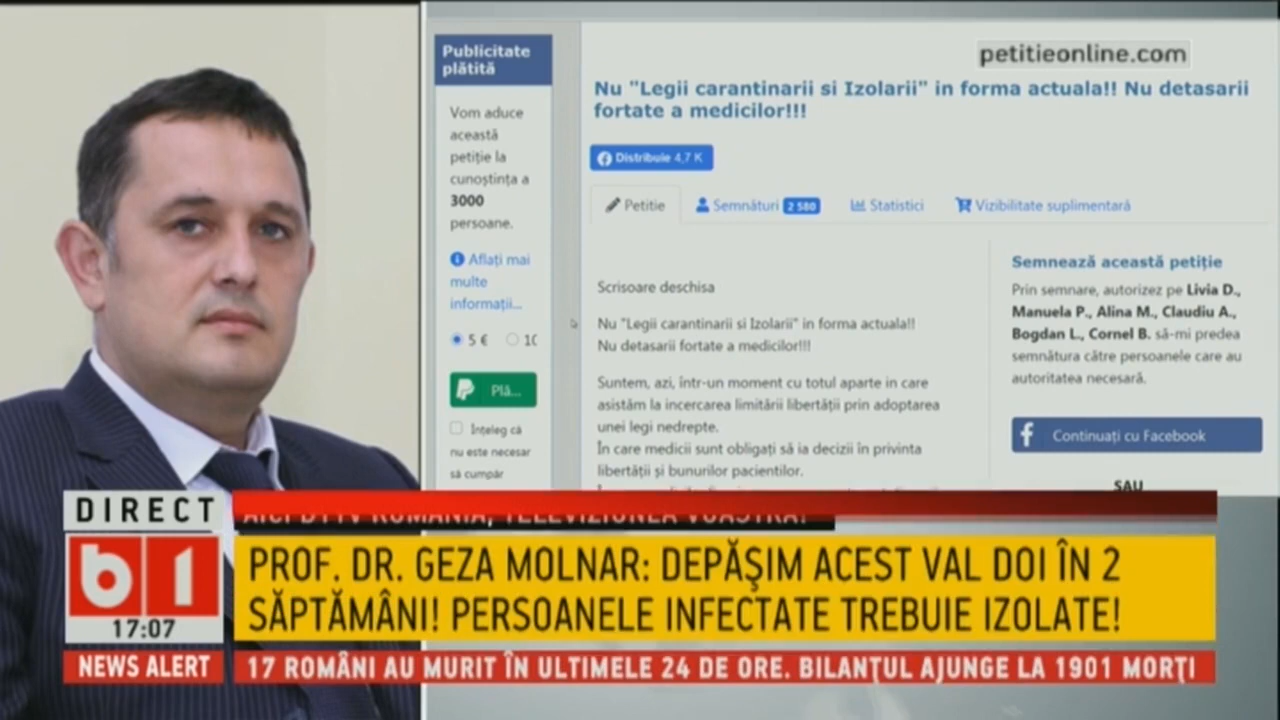 petitieonline.com
Publicitate
plătită
Vom aduce
această
petiție la
cunoștința a
3000
persoane.
Aflați mai
multe
informații...
5 €
Plă...
Înțeleg că
nu este necesar
să cumpăr
Nu "Legii carantinarii si Izolarii" in forma actuala!! Nu detasarii
fortate a medicilor!!!
Distribuie 4,7 K
Petitie Semnături 2 580 Statistici Vizibilitate suplimentară
Scrisoare deschisa
Nu "Legii carantinarii si Izolarii" in forma actuala!!
Nu detasarii fortate a medicilor!!!
Suntem, azi, într-un moment cu totul aparte in care
asistăm la incercarea limitării libertății prin adoptarea
unei legi nedrepte.
În care medicii sunt obligați să ia decizii în privinta
libertății și bunurilor pacientilor.
Semnează această petiție
Prin semnare, autorizez pe Livia D.,
Manuela P., Alina M., Claudiu A.,
Bogdan L., Cornel B. să-mi predea
semnătura către persoanele care au
autoritatea necesară.
Continuați cu Facebook
SAU
DIRECT
b1
17:07
NEWS ALERT
PROF. DR. GEZA MOLNAR: DEPĂŞIM ACEST VAL DOI ÎN 2
SĂPTĂMÂNI! PERSOANELE INFECTATE TREBUIE IZOLATE!
17 ROMÂNI AU MURIT ÎN ULTIMELE 24 DE ORE. BILANŢUL AJUNGE LA 1901 MORŢI